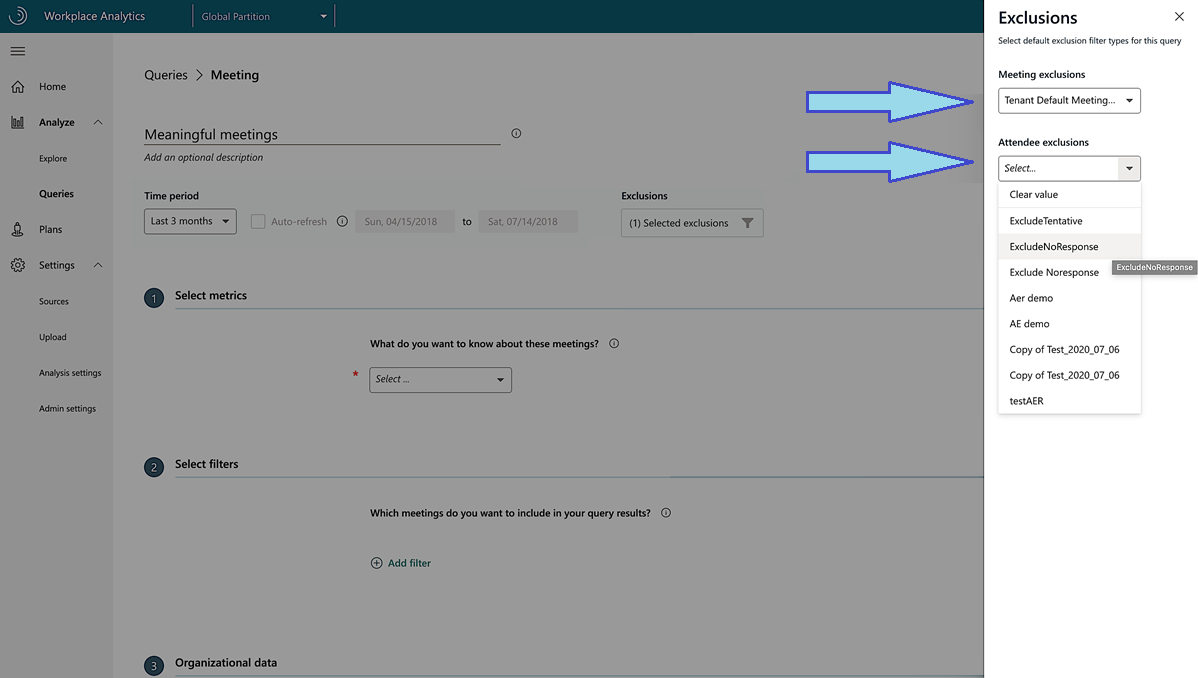 Workplace Analytics
Global Partition
Home
Analyze
Explore
Queries
Plans
Settings
Sources
Upload
Analysis settings
Admin settings
Queries > Meeting
Meaningful meetings
Add an optional description
Time period
Last 3 months
Auto-refresh
Sun, 04/15/2018 to Sat, 07/14/2018
Exclusions
(1) Selected exclusions
1 Select metrics
What do you want to know about these meetings?
* Select ...
2 Select filters
Which meetings do you want to include in your query results?
Add filter
3 Organizational data
Exclusions
Select default exclusion filter types for this query
Meeting exclusions
Tenant Default Meeting...
Attendee exclusions
Select...
Clear value
ExcludeTentative
ExcludeNoResponse
ExcludeNoResponse
Exclude Noresponse
Aer demo
AE demo
Copy of Test_2020_07_06
Copy of Test_2020_07_06
testAER